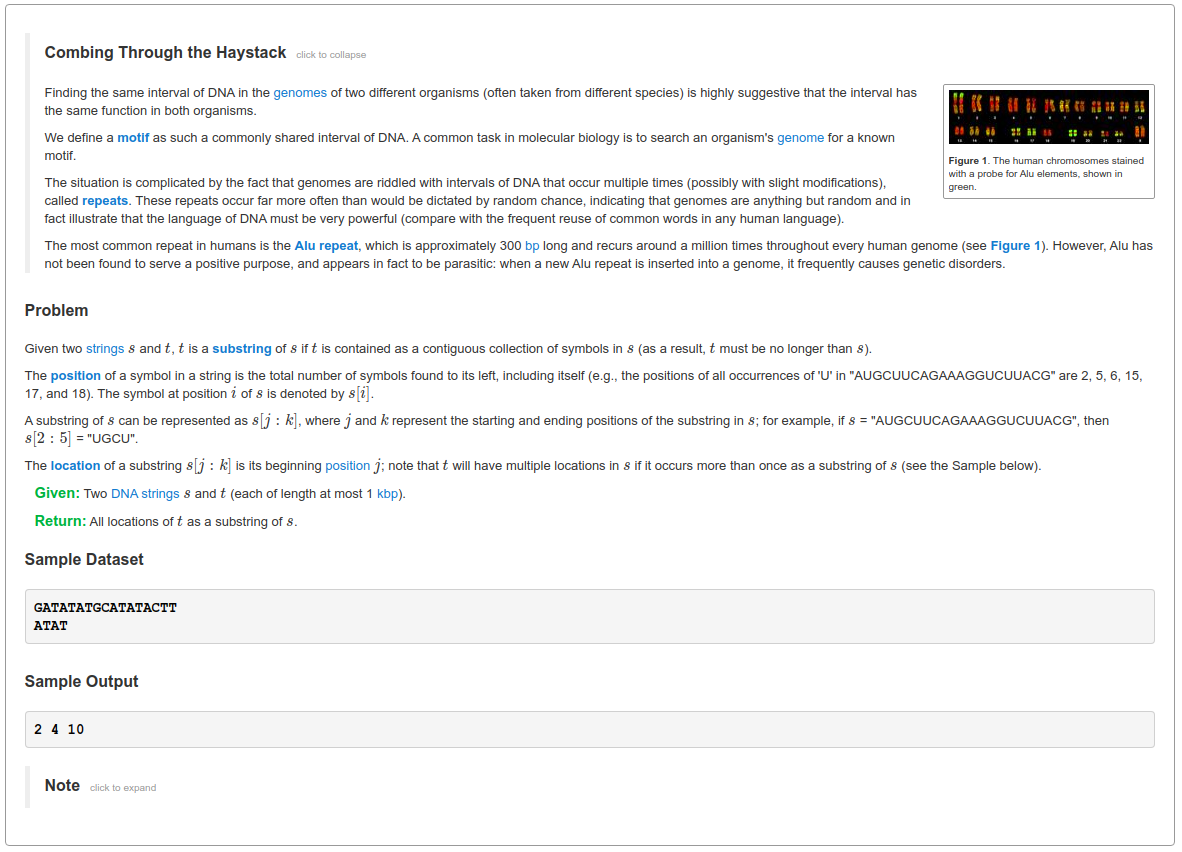 Combing Through the Haystack click to collapse
Finding the same interval of DNA in the genomes of two different organisms (often taken from different species) is highly suggestive that the interval has
the same function in both organisms.
We define a motif as such a commonly shared interval of DNA. A common task in molecular biology is to search an organism's genome for a known
motif.
The situation is complicated by the fact that genomes are riddled with intervals of DNA that occur multiple times (possibly with slight modifications),
called repeats. These repeats occur far more often than would be dictated by random chance, indicating that genomes are anything but random and in
fact illustrate that the language of DNA must be very powerful (compare with the frequent reuse of common words in any human language).
Figure 1. The human chromosomes stained
with a probe for Alu elements, shown in
green.
The most common repeat in humans is the Alu repeat, which is approximately 300 bp long and recurs around a million times throughout every human genome (see Figure 1). However, Alu has
not been found to serve a positive purpose, and appears in fact to be parasitic: when a new Alu repeat is inserted into a genome, it frequently causes genetic disorders.
Problem
Given two strings s and t, t is a substring of s if t is contained as a contiguous collection of symbols in s (as a result, t must be no longer than s).
The position of a symbol in a string is the total number of symbols found to its left, including itself (e.g., the positions of all occurrences of 'U' in "AUGCUUCAGAAAGGUCUUACG" are 2, 5, 6, 15,
17, and 18). The symbol at position i of s is denoted by s[i].
A substring of s can be represented as s[j : k], where j and k represent the starting and ending positions of the substring in s; for example, if s = "AUGCUUCAGAAAGGUCUUACG", then
s[2 : 5] = "UGCU".
The location of a substring s[j : k] is its beginning position j; note that t will have multiple locations in s if it occurs more than once as a substring of s (see the Sample below).
Given: Two DNA strings s and t (each of length at most 1 kbp).
Return: All locations of t as a substring of s.
Sample Dataset
GATATATGCATATACTT
ATAT
Sample Output
2 4 10
Note click to expand